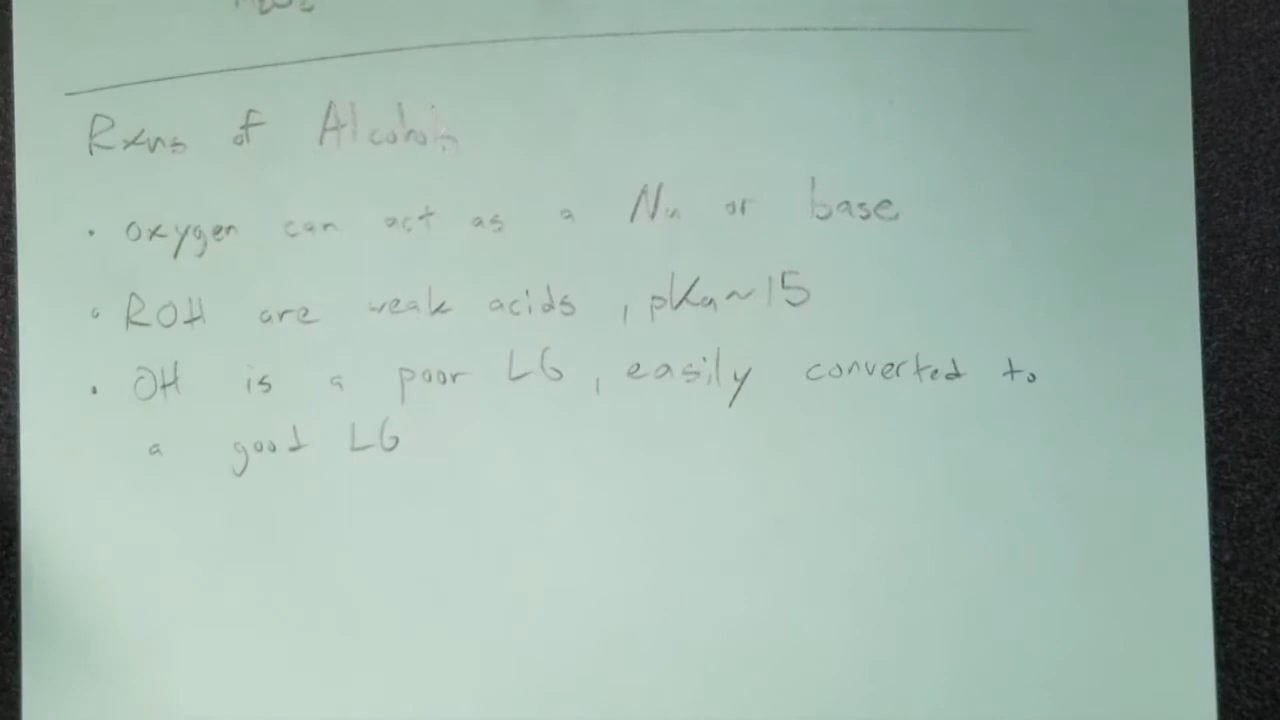 Rxns of Alcohols
• oxygen can act as a Nu or base
• ROH are weak acids, pKa~15
• OH is a poor LG, easily converted to
a good LG